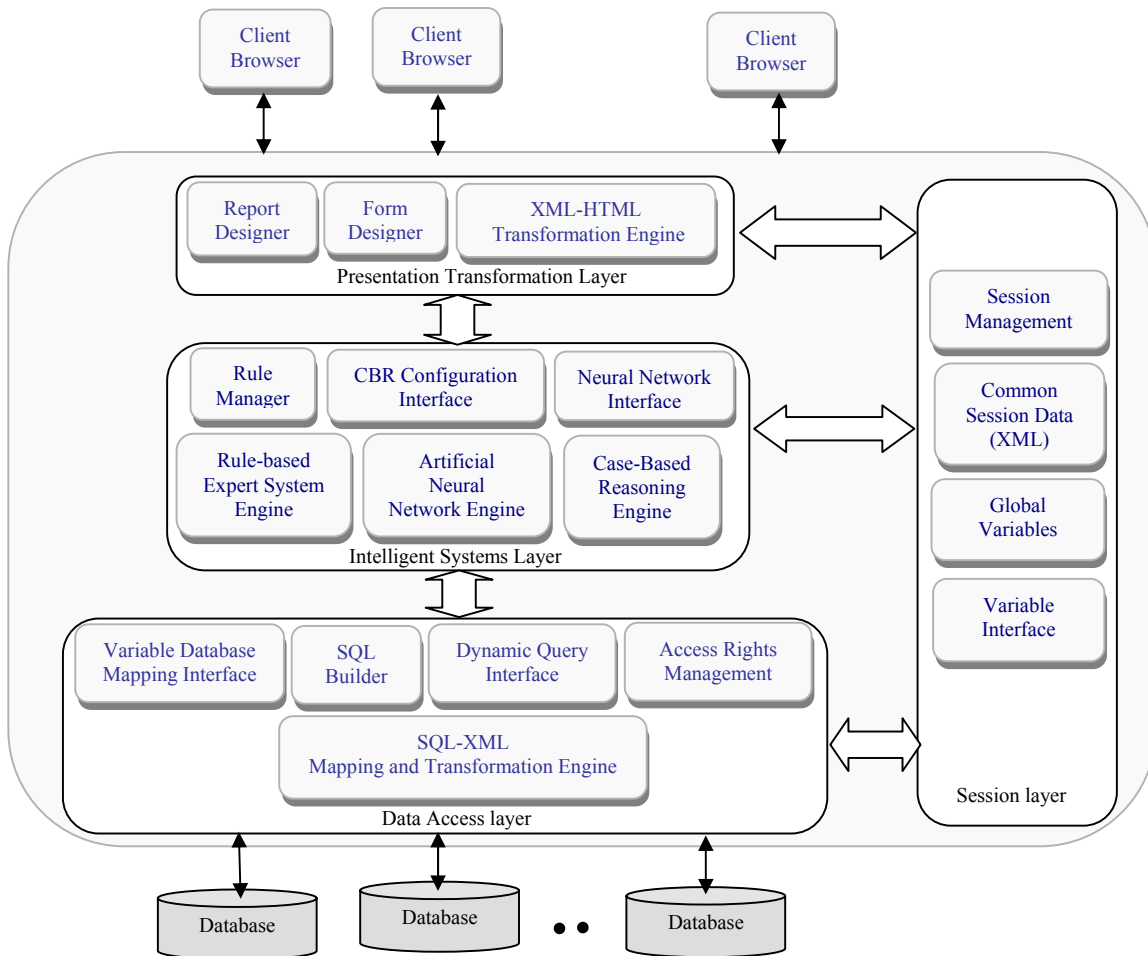 Client
Browser
Client
Browser
Client
Browser
Report
Designer
Form
Designer
XML-HTML
Transformation Engine
Presentation Transformation Layer
Rule
Manager
CBR Configuration
Interface
Neural Network
Interface
Rule-based
Expert System
Engine
Artificial
Neural
Network Engine
Case-Based
Reasoning
Engine
Intelligent Systems Layer
Variable Database
Mapping Interface
SQL
Builder
Dynamic Query
Interface
Access Rights
Management
SQL-XML
Mapping and Transformation Engine
Data Access layer
Session
Management
Common
Session Data
(XML)
Global
Variables
Variable
Interface
Session layer
Database
Database
Database